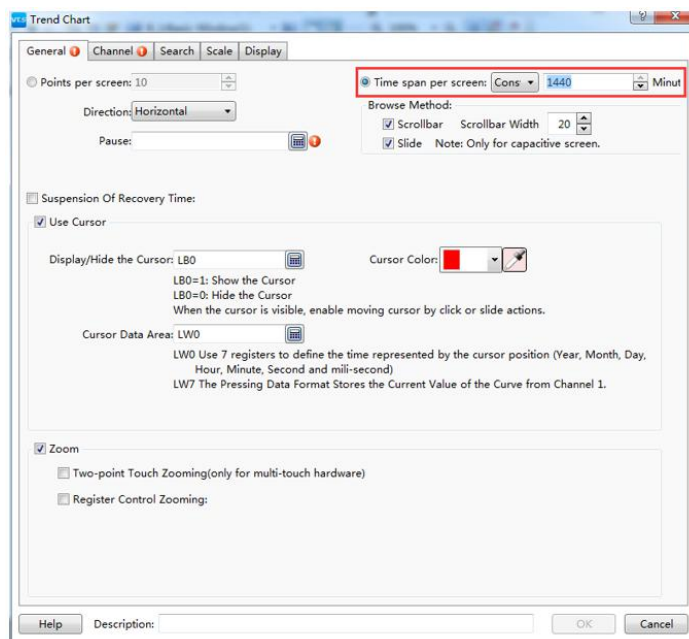 Trend Chart
General Channel Search Scale Display
Points per screen: 10
Time span per screen: Cons 1440 Minut
Direction: Horizontal
Browse Method:
Scrollbar Scrollbar Width 20
Pause:
Slide Note: Only for capacitive screen.
Suspension Of Recovery Time:
Use Cursor
Display/Hide the Cursor: LB0
Cursor Color:
LB0=1: Show the Cursor
LB0=0: Hide the Cursor
When the cursor is visible, enable moving cursor by click or slide actions.
Cursor Data Area: LW0
LW0 Use 7 registers to define the time represented by the cursor position (Year, Month, Day,
Hour, Minute, Second and mili-second)
LW7 The Pressing Data Format Stores the Current Value of the Curve from Channel 1.
Zoom
Two-point Touch Zooming(only for multi-touch hardware)
Register Control Zooming:
Help Description: OK Cancel